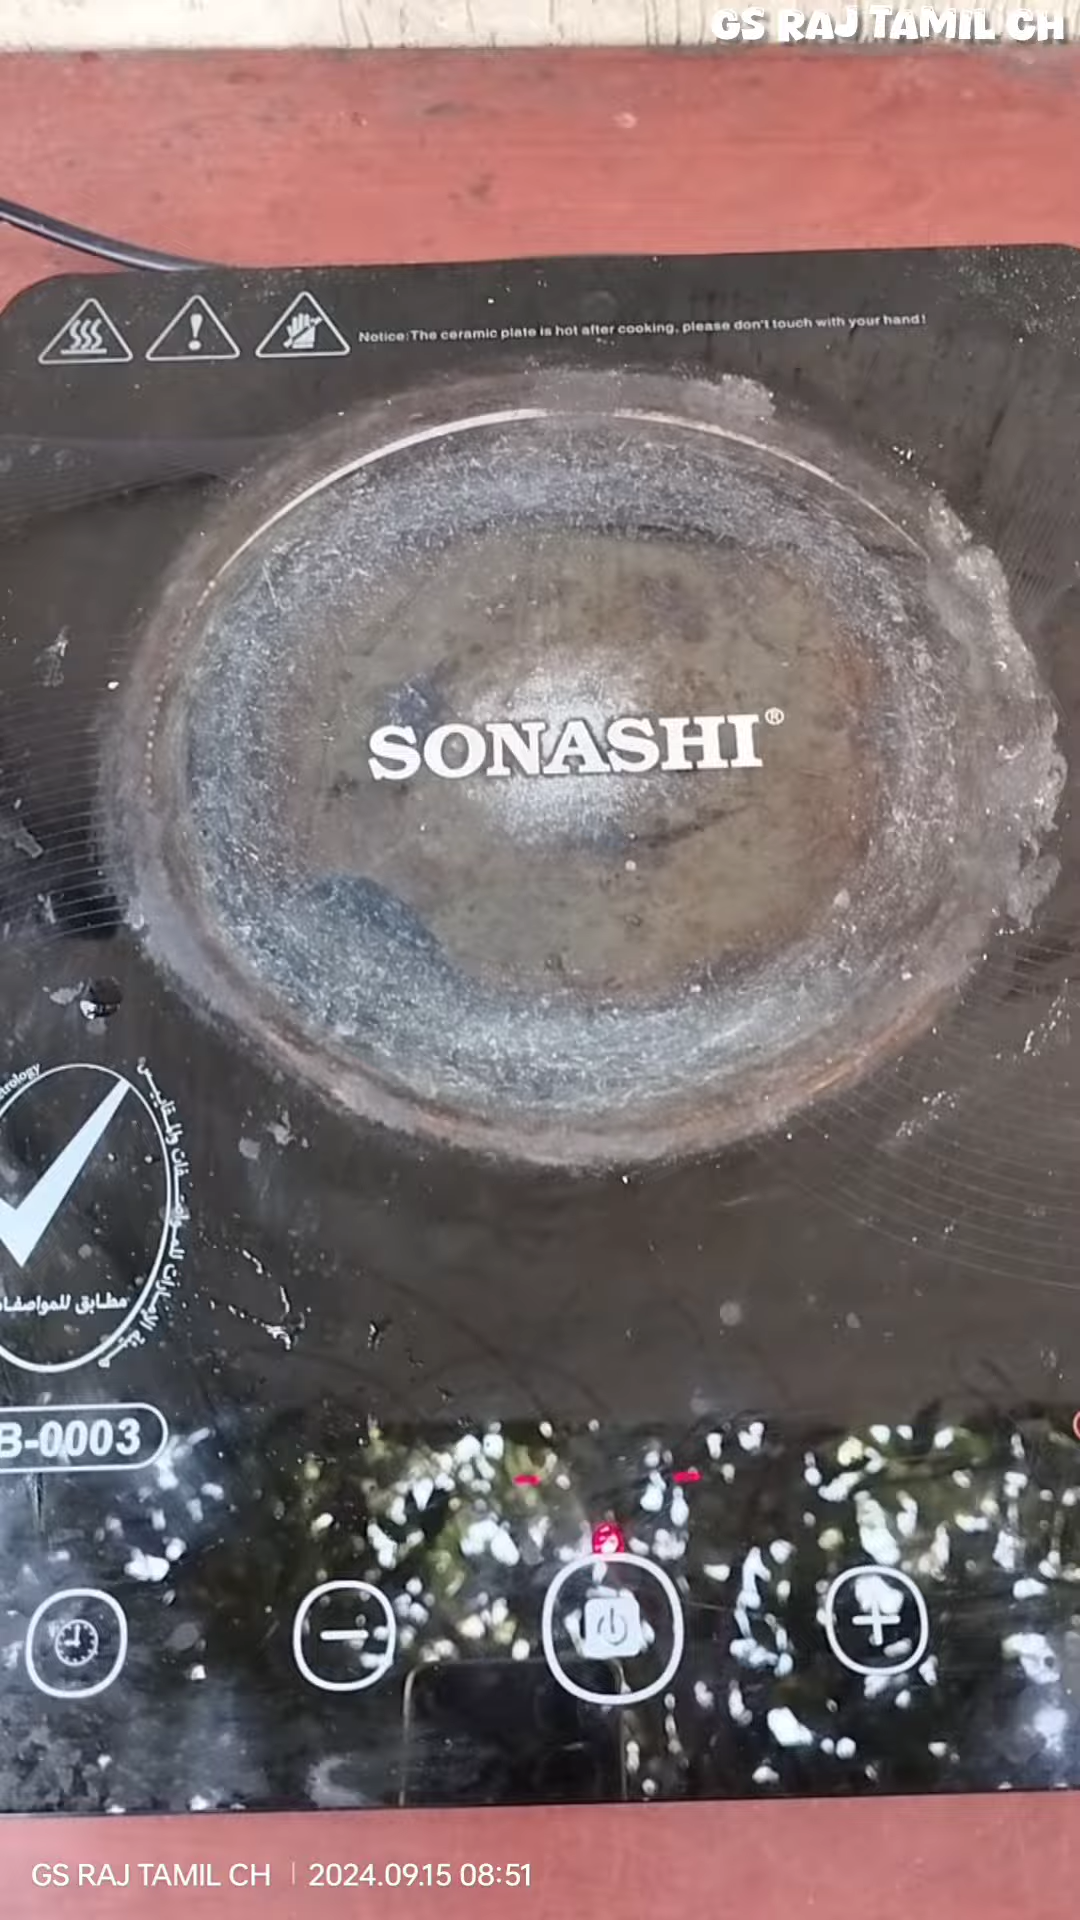 GS RAJ TAMIL CH
Notice:The ceramic plate is hot after cooking, please don't touch with your hand!
SONASHI®
مطابق للمواصفا
B-0003
GS RAJ TAMIL CH | 2024.09.15 08:51